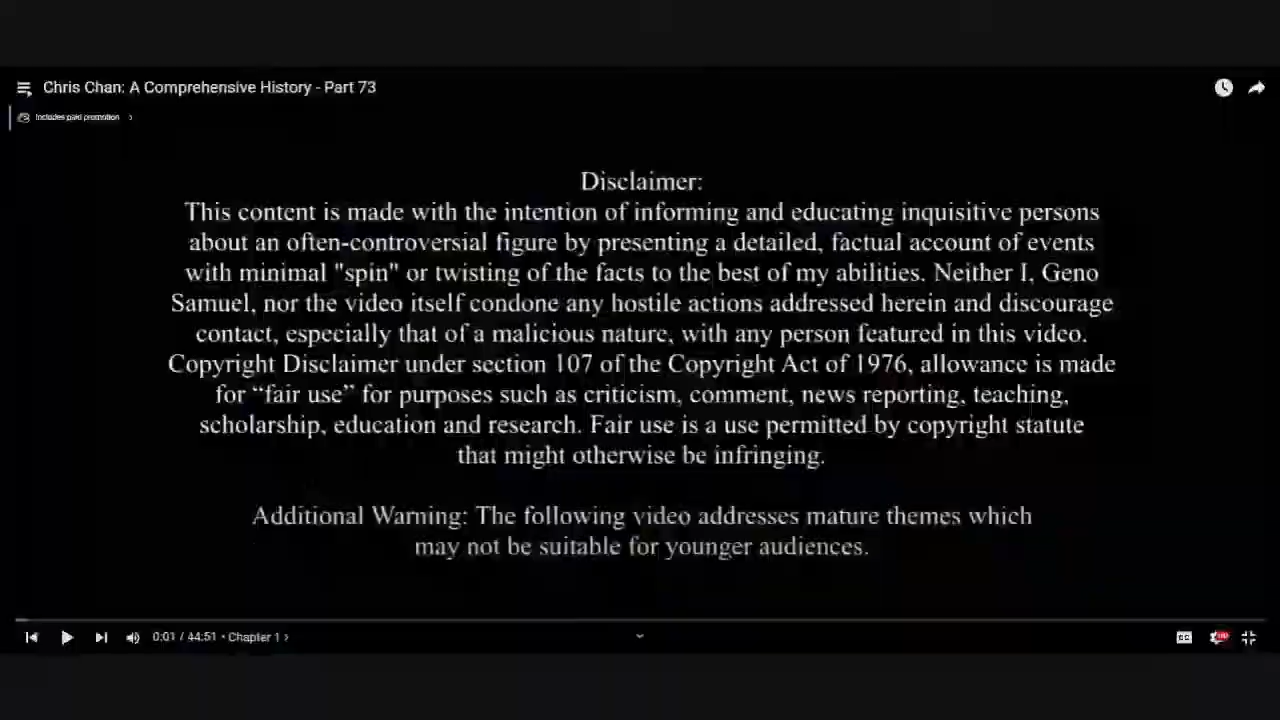 Chris Chan: A Comprehensive History - Part 73
Includes paid promotion
Disclaimer:
This content is made with the intention of informing and educating inquisitive persons
about an often-controversial figure by presenting a detailed, factual account of events
with minimal "spin" or twisting of the facts to the best of my abilities. Neither I, Geno
Samuel, nor the video itself condone any hostile actions addressed herein and discourage
contact, especially that of a malicious nature, with any person featured in this video.
Copyright Disclaimer under section 107 of the Copyright Act of 1976, allowance is made
for “fair use” for purposes such as criticism, comment, news reporting, teaching,
scholarship, education and research. Fair use is a use permitted by copyright statute
that might otherwise be infringing.
Additional Warning: The following video addresses mature themes which
may not be suitable for younger audiences.
0:01 / 44:51 • Chapter 1
CC HD